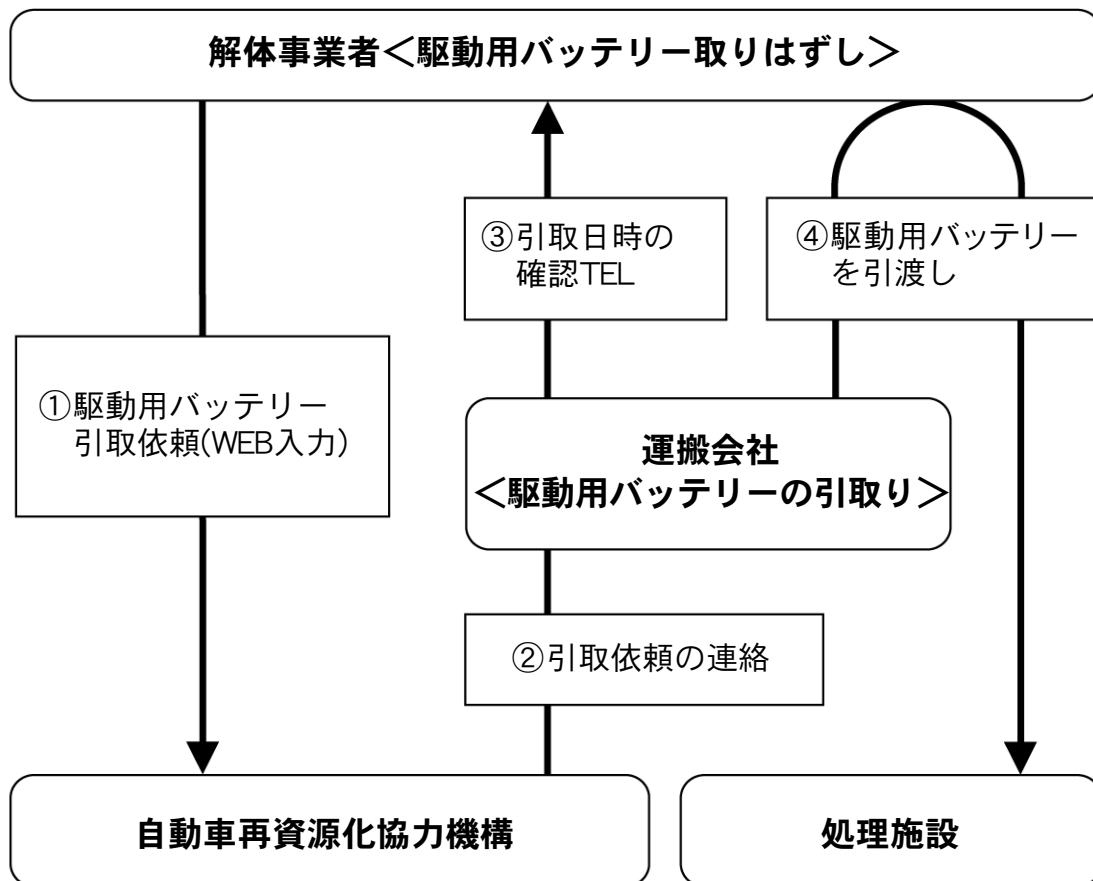 解体事業者＜駆動用バッテリー取りはずし＞
③引取日時の
確認TEL
④駆動用バッテリー
を引渡し
①駆動用バッテリー
引取依頼(WEB入力)
運搬会社
＜駆動用バッテリーの引取り＞
②引取依頼の連絡
自動車再資源化協力機構
処理施設